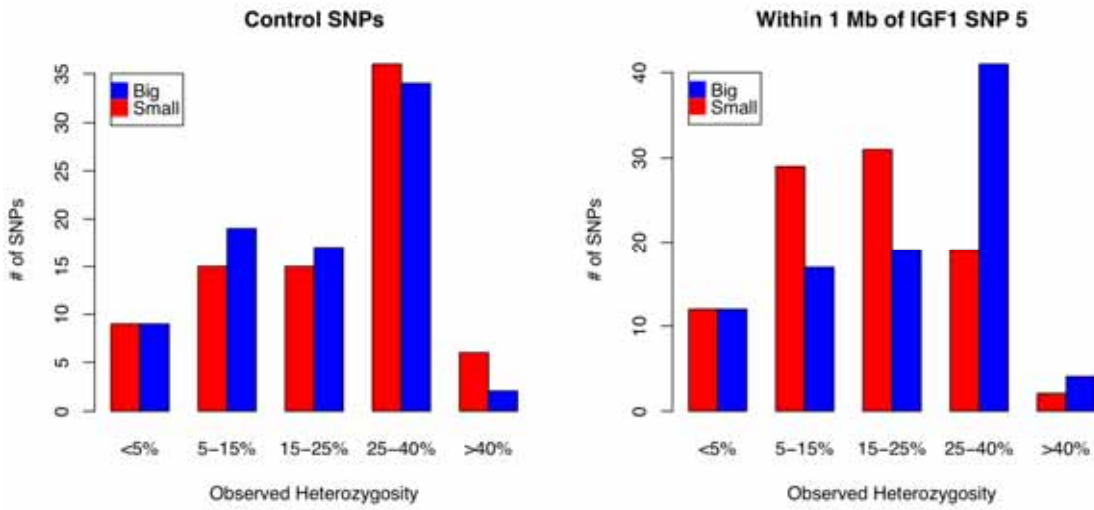 Control SNPs
Big
Small
# of SNPs
0
5
10
15
20
25
30
35
<5%
5−15%
15−25%
25−40%
>40%
Observed Heterozygosity
Within 1 Mb of IGF1 SNP 5
Big
Small
# of SNPs
0
10
20
30
40
<5%
5−15%
15−25%
25−40%
>40%
Observed Heterozygosity